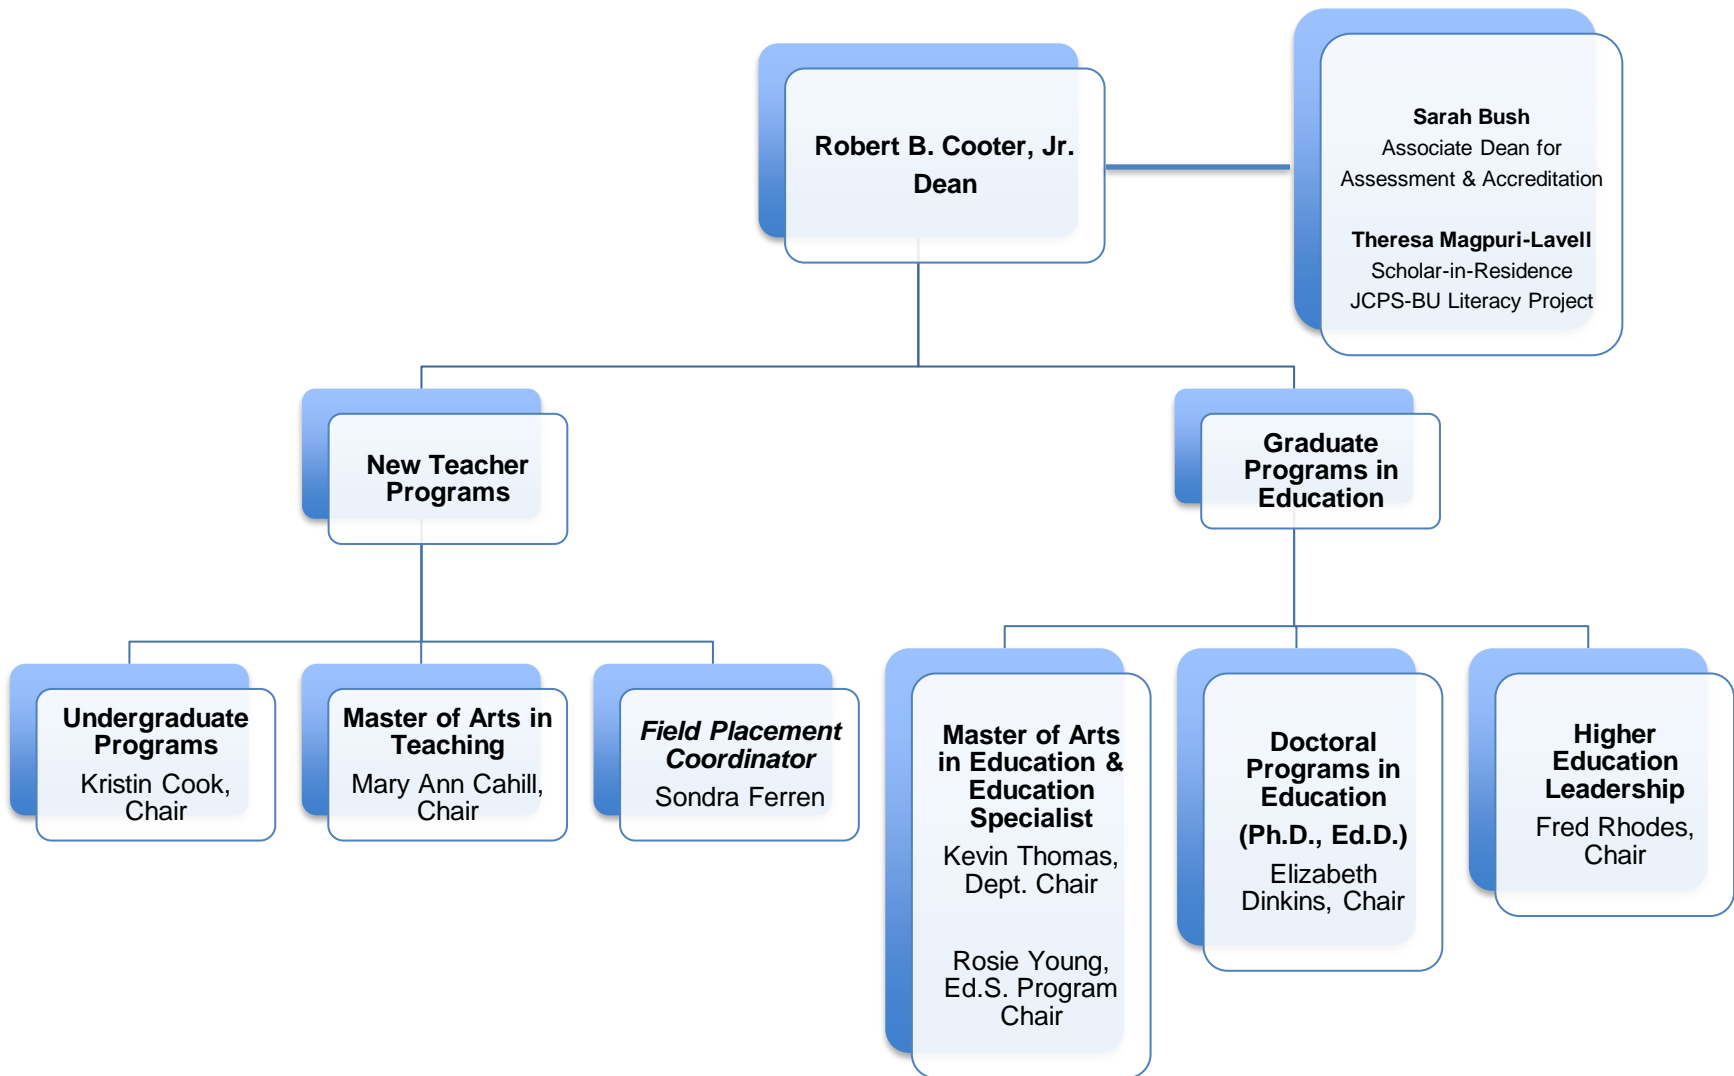 Robert B. Cooter, Jr.
Dean
Sarah Bush
Associate Dean for
Assessment & Accreditation
Theresa Magpuri-Lavell
Scholar-in-Residence
JCPS-BU Literacy Project
New Teacher
Programs
Graduate
Programs in
Education
Undergraduate
Programs
Kristin Cook,
Chair
Master of Arts in
Teaching
Mary Ann Cahill,
Chair
Field Placement
Coordinator
Sondra Ferren
Master of Arts
in Education &
Education
Specialist
Kevin Thomas,
Dept. Chair
Rosie Young,
Ed.S. Program
Chair
Doctoral
Programs in
Education
(Ph.D., Ed.D.)
Elizabeth
Dinkins, Chair
Higher
Education
Leadership
Fred Rhodes,
Chair